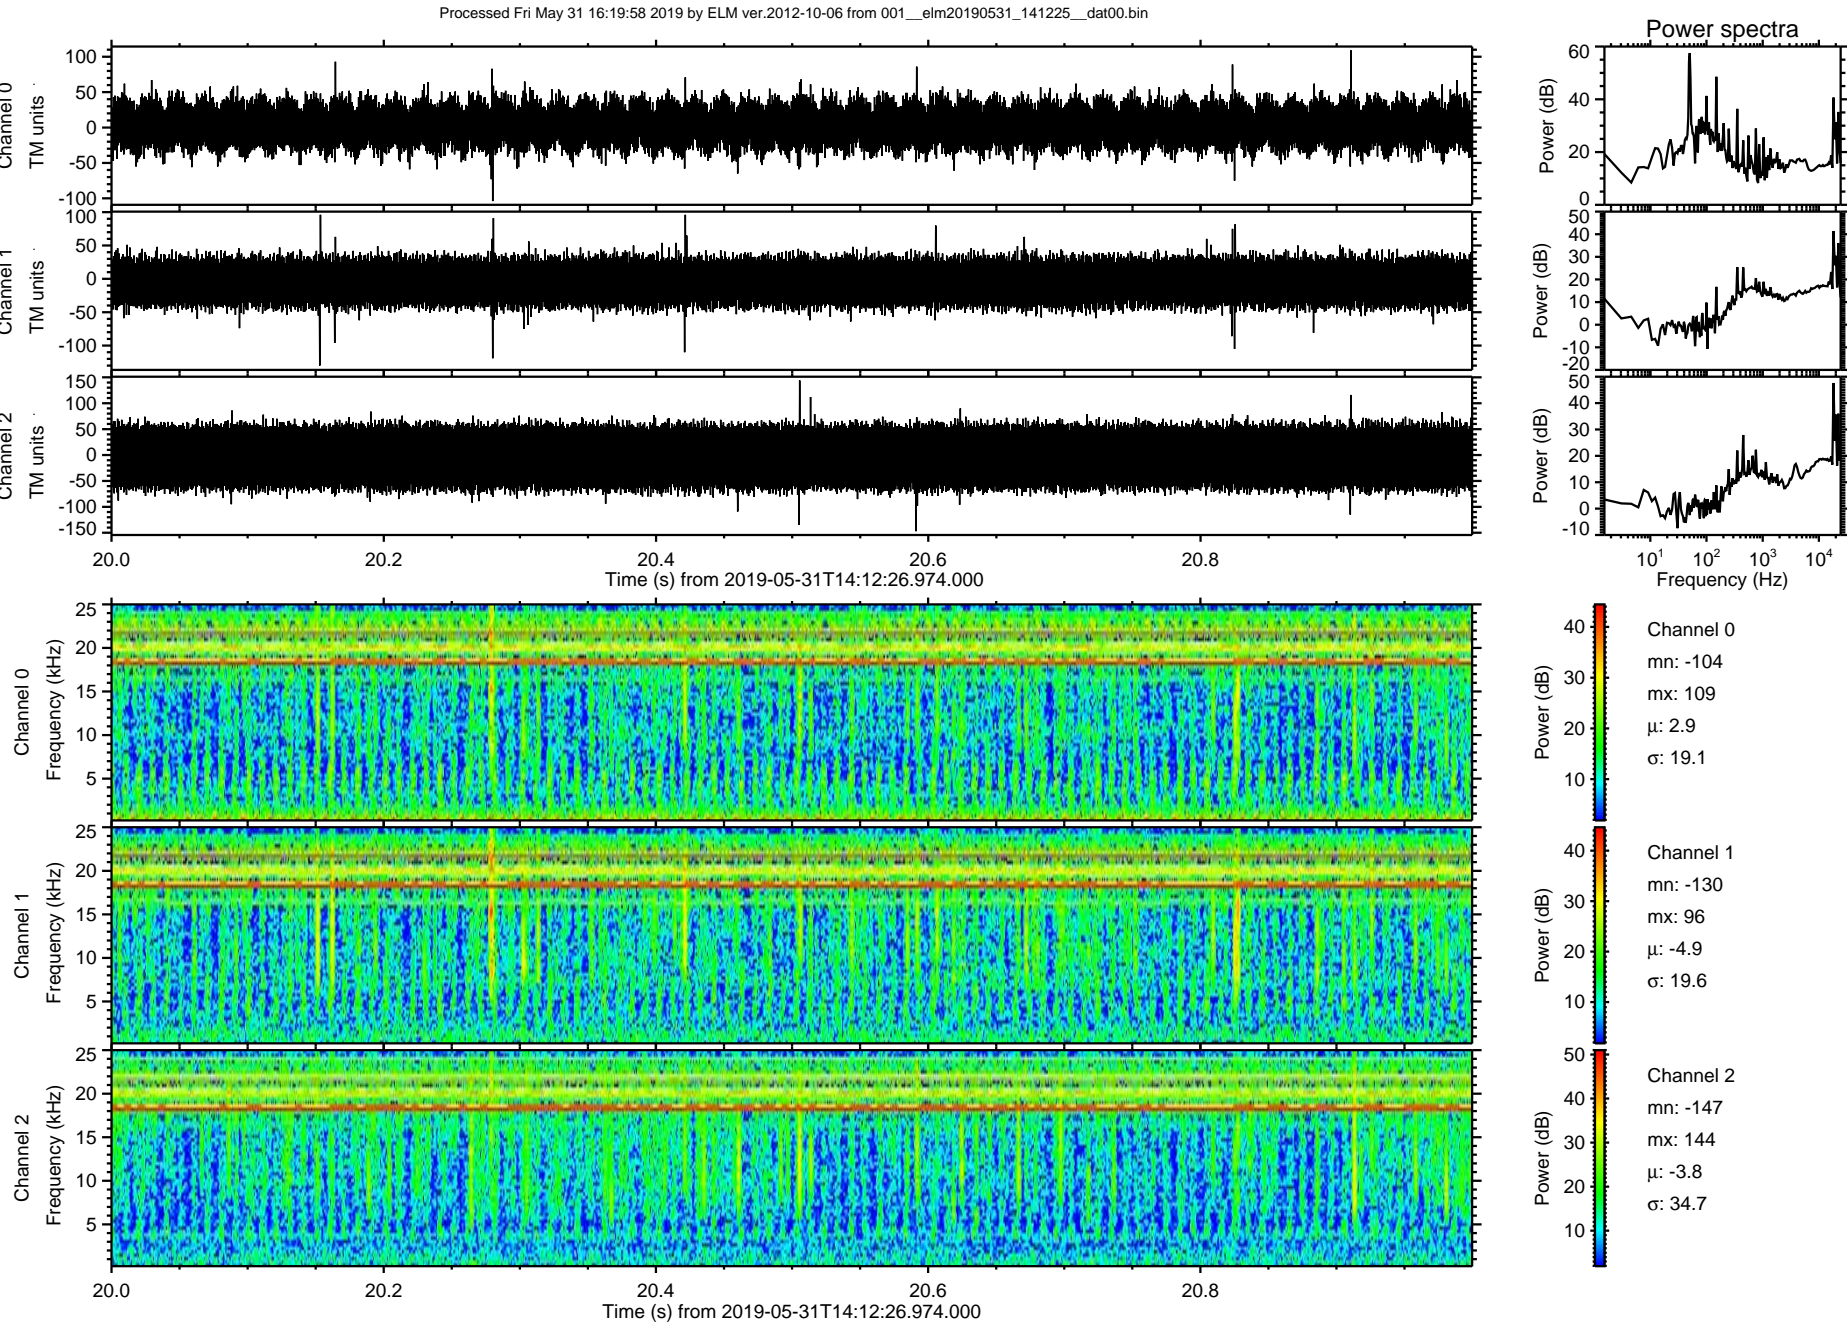 Processed Fri May 31 16:19:58 2019 by ELM ver.2012-10-06 from 001__elm20190531_141225__dat00.bin
Power spectra
Channel 0
TM units
100
50
0
-50
-100
Power (dB)
60
40
20
0
Channel 1
TM units
100
50
0
-50
-100
Power (dB)
50
40
30
20
10
0
-10
-20
Channel 2
TM units
150
100
50
0
-50
-100
-150
Power (dB)
50
40
30
20
10
0
-10
20.0 20.2 20.4 20.6 20.8
Time (s) from 2019-05-31T14:12:26.974.000
10¹ 10² 10³ 10⁴
Frequency (Hz)
Channel 0
Frequency (kHz)
25
20
15
10
5
Power (dB)
40
30
20
10
Channel 0
mn: -104
mx: 109
μ: 2.9
σ: 19.1
Channel 1
Frequency (kHz)
25
20
15
10
5
Power (dB)
40
30
20
10
Channel 1
mn: -130
mx: 96
μ: -4.9
σ: 19.6
Channel 2
Frequency (kHz)
25
20
15
10
5
Power (dB)
50
40
30
20
10
Channel 2
mn: -147
mx: 144
μ: -3.8
σ: 34.7
20.0 20.2 20.4 20.6 20.8
Time (s) from 2019-05-31T14:12:26.974.000